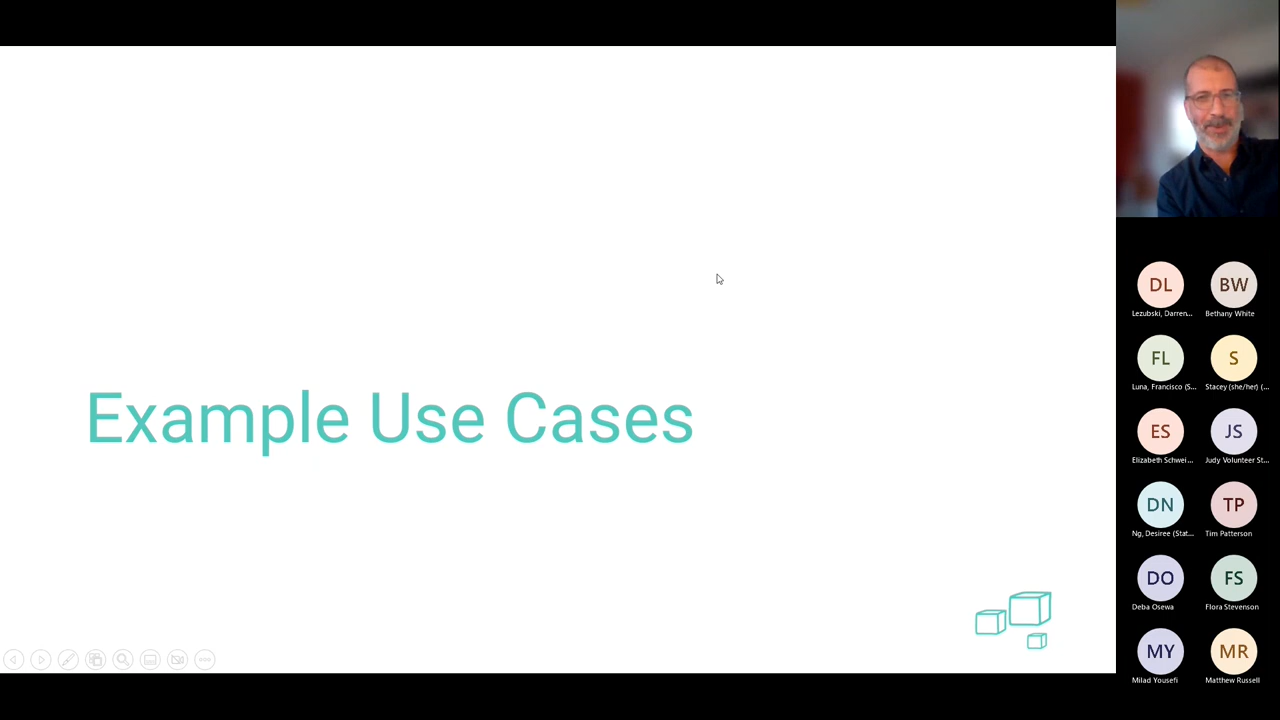 Example Use Cases
DL BW
Lezubski, Darren... Bethany White
FL S
Luna, Francisco (S... Stacey (she/her) (...
ES JS
Elizabeth Schwei... Judy Volunteer St...
DN TP
Ng, Desiree (Stat... Tim Patterson
DO FS
Deba Osewa Flora Stevenson
MY MR
Milad Yousefi Matthew Russell